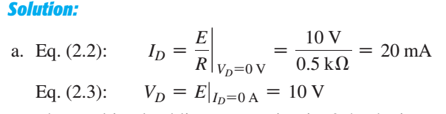 Solution:
a. Eq. (2.2): I_D = E/R|_{V_D=0 V} = 10 V/0.5 kΩ = 20 mA
Eq. (2.3): V_D = E|_{I_D=0 A} = 10 V